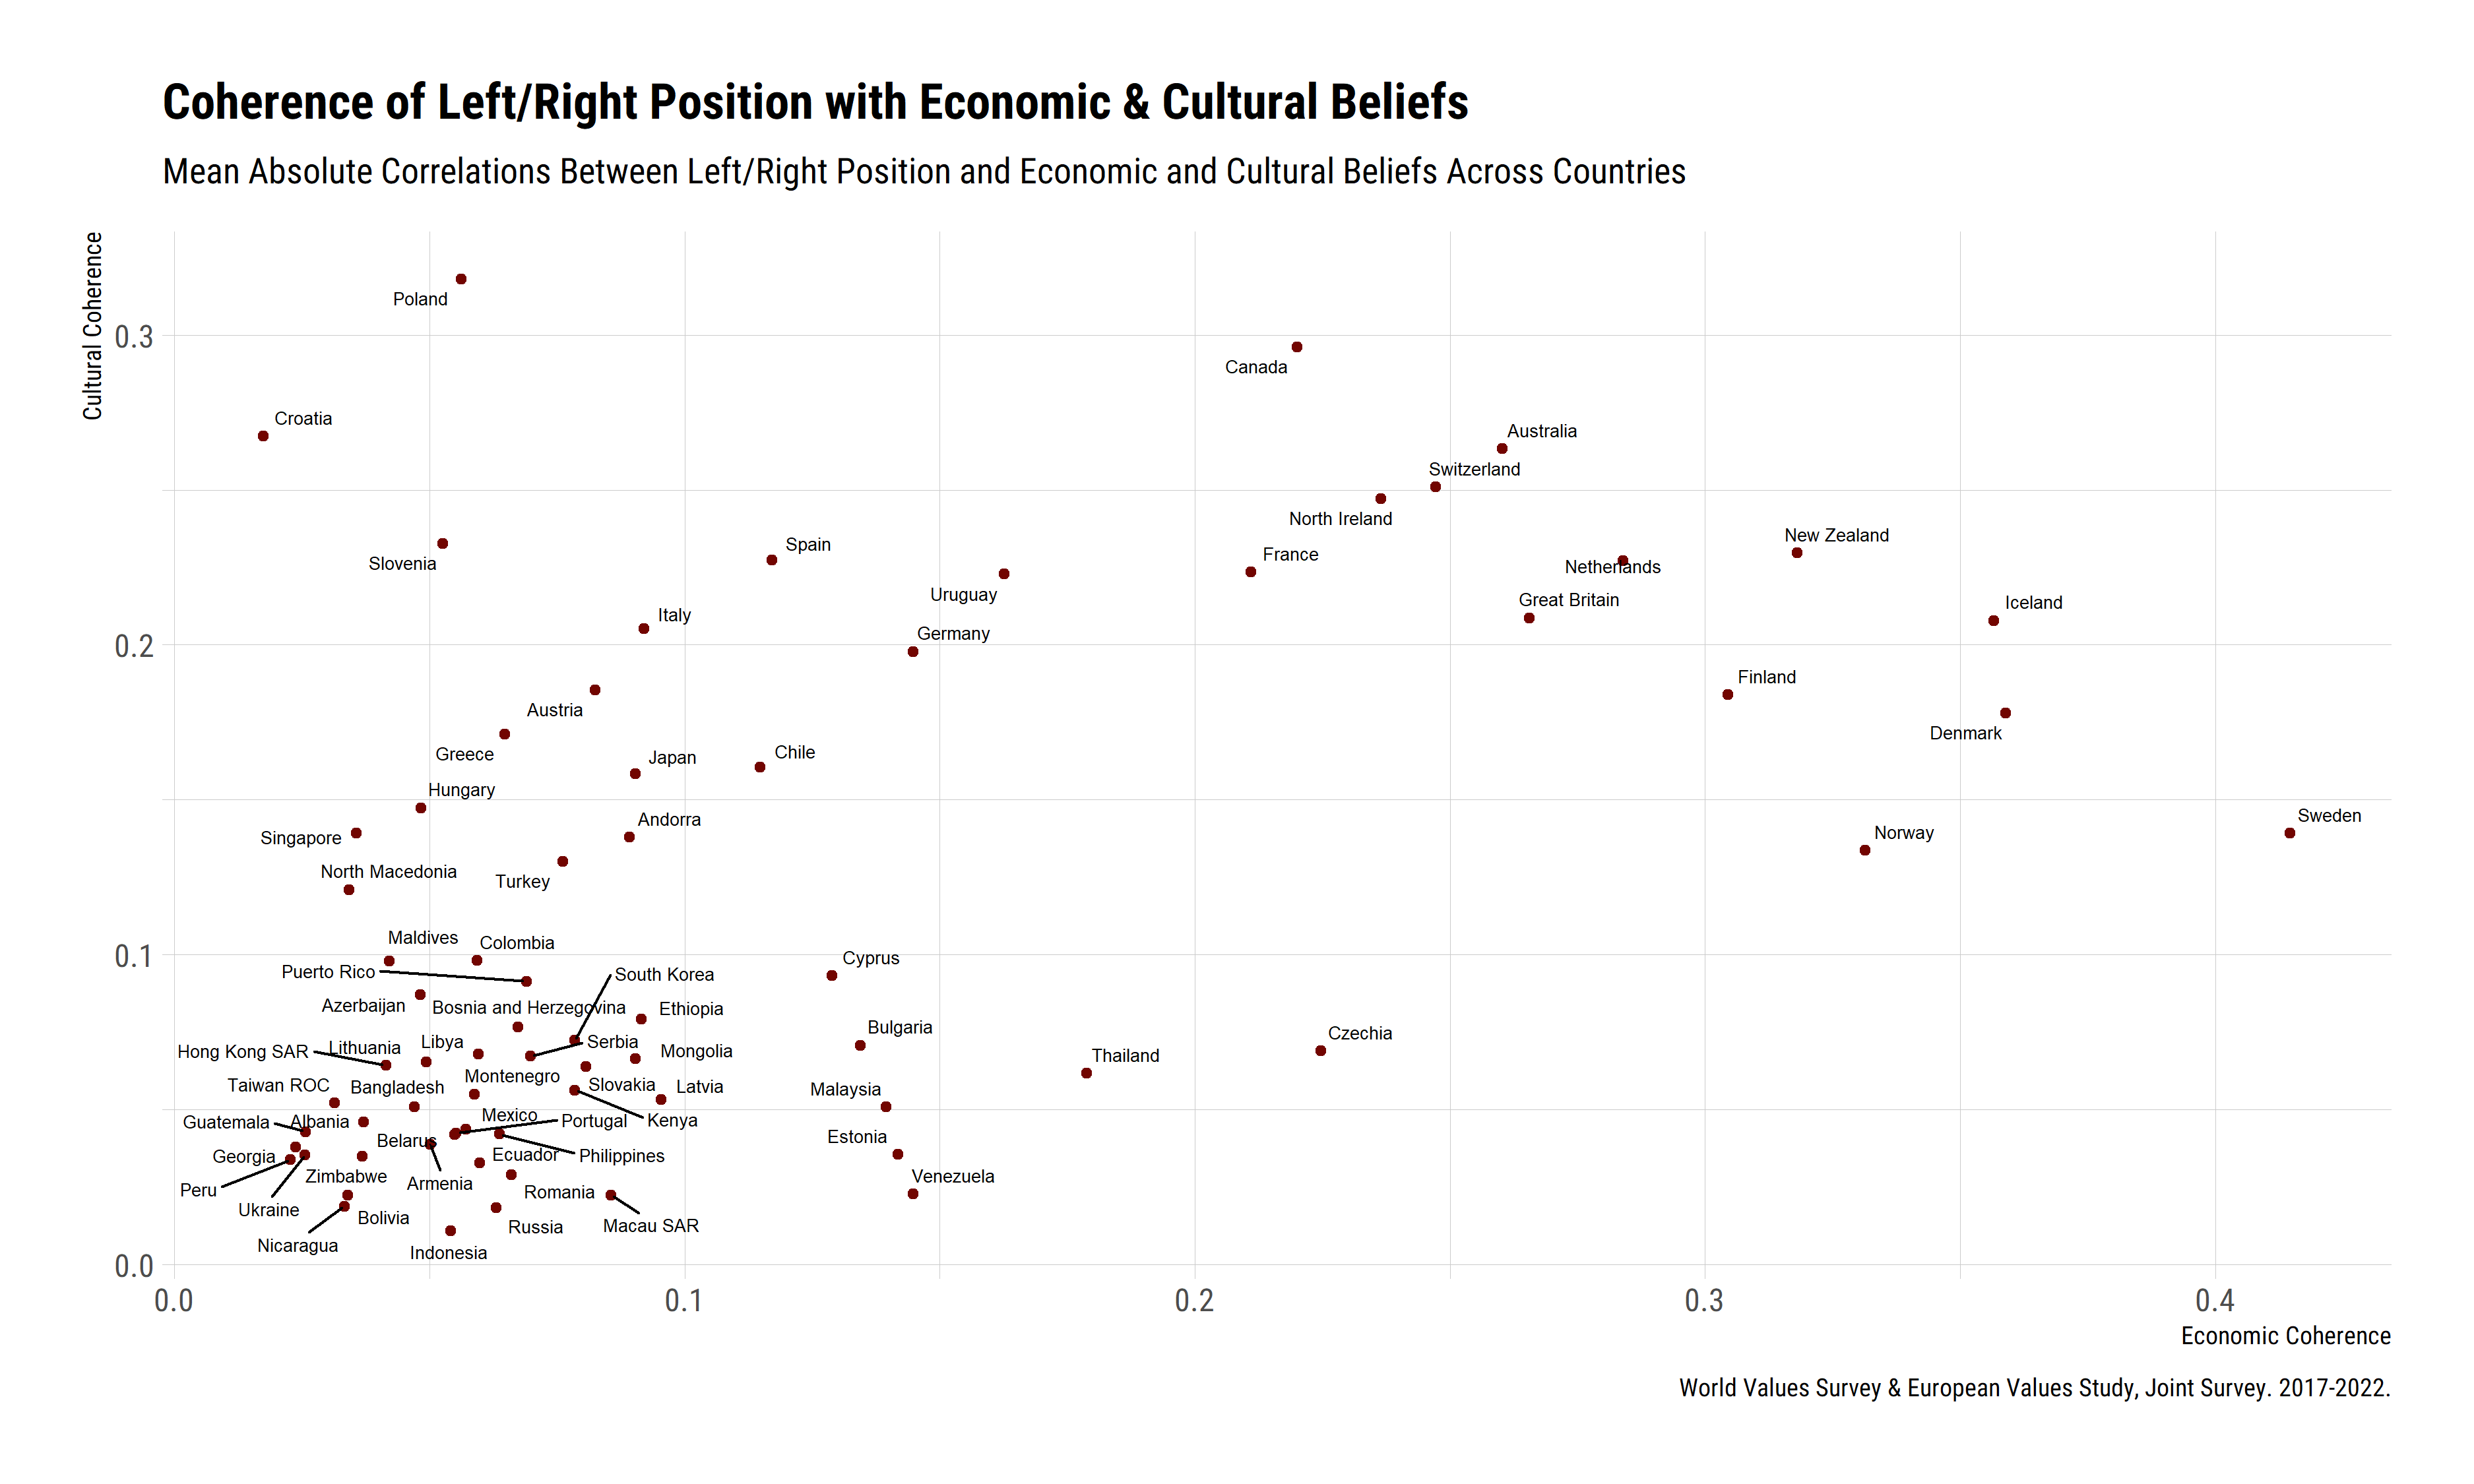 Coherence of Left/Right Position with Economic & Cultural Beliefs
Mean Absolute Correlations Between Left/Right Position and Economic and Cultural Beliefs Across Countries
Cultural Coherence
Poland
0.3
Canada
Croatia
Australia
Switzerland
North Ireland
New Zealand
Spain
France
Slovenia
Netherlands
Uruguay
Great Britain
Iceland
Italy
Germany
0.2
Finland
Austria
Denmark
Greece
Chile
Japan
Hungary
Sweden
Andorra
Norway
Singapore
North Macedonia
Turkey
Maldives
Colombia
0.1
Cyprus
Puerto Rico
South Korea
Azerbaijan
Bosnia and Herzegovina
Ethiopia
Bulgaria
Czechia
Libya
Serbia
Lithuania
Hong Kong SAR
Mongolia
Thailand
Montenegro
Taiwan ROC
Bangladesh
Slovakia
Latvia
Malaysia
Mexico
Guatemala
Albania
Portugal
Kenya
Estonia
Belarus
Georgia
Ecuador
Philippines
Zimbabwe
Armenia
Venezuela
Peru
Romania
Ukraine
Bolivia
Russia
Macau SAR
Nicaragua
Indonesia
0.0
0.0
0.1
0.2
0.3
0.4
Economic Coherence
World Values Survey & European Values Study, Joint Survey. 2017-2022.